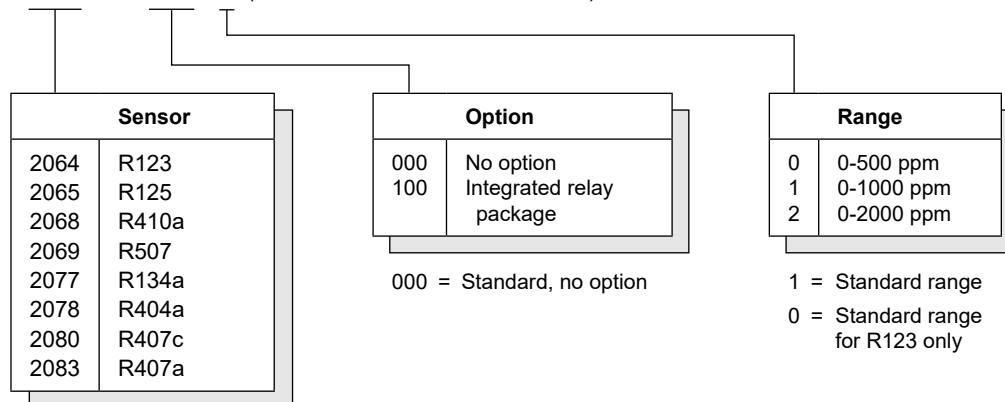 Sensor
2064 R123
2065 R125
2068 R410a
2069 R507
2077 R134a
2078 R404a
2080 R407c
2083 R407a
Option
000 No option
100 Integrated relay
package
000 = Standard, no option
Range
0 0-500 ppm
1 0-1000 ppm
2 0-2000 ppm
1 = Standard range
0 = Standard range
for R123 only